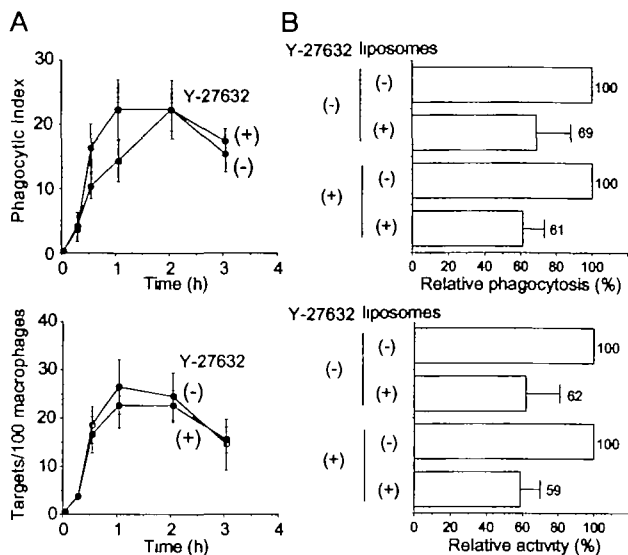 A
B
Phagocytic index
30
20
10
0
Y-27632
(+)
(-)
0 1 2 3 4
Time (h)
Y-27632 liposomes
(-)
(-)
100
(+)
69
(+)
(-)
100
(+)
61
0 20 40 60 80 100
Relative phagocytosis (%)
Targets/100 macrophages
40
30
20
10
0
Y-27632
(-)
(+)
0 1 2 3 4
Time (h)
Y-27632 liposomes
(-)
(-)
100
(+)
62
(+)
(-)
100
(+)
59
0 20 40 60 80 100
Relative activity (%)